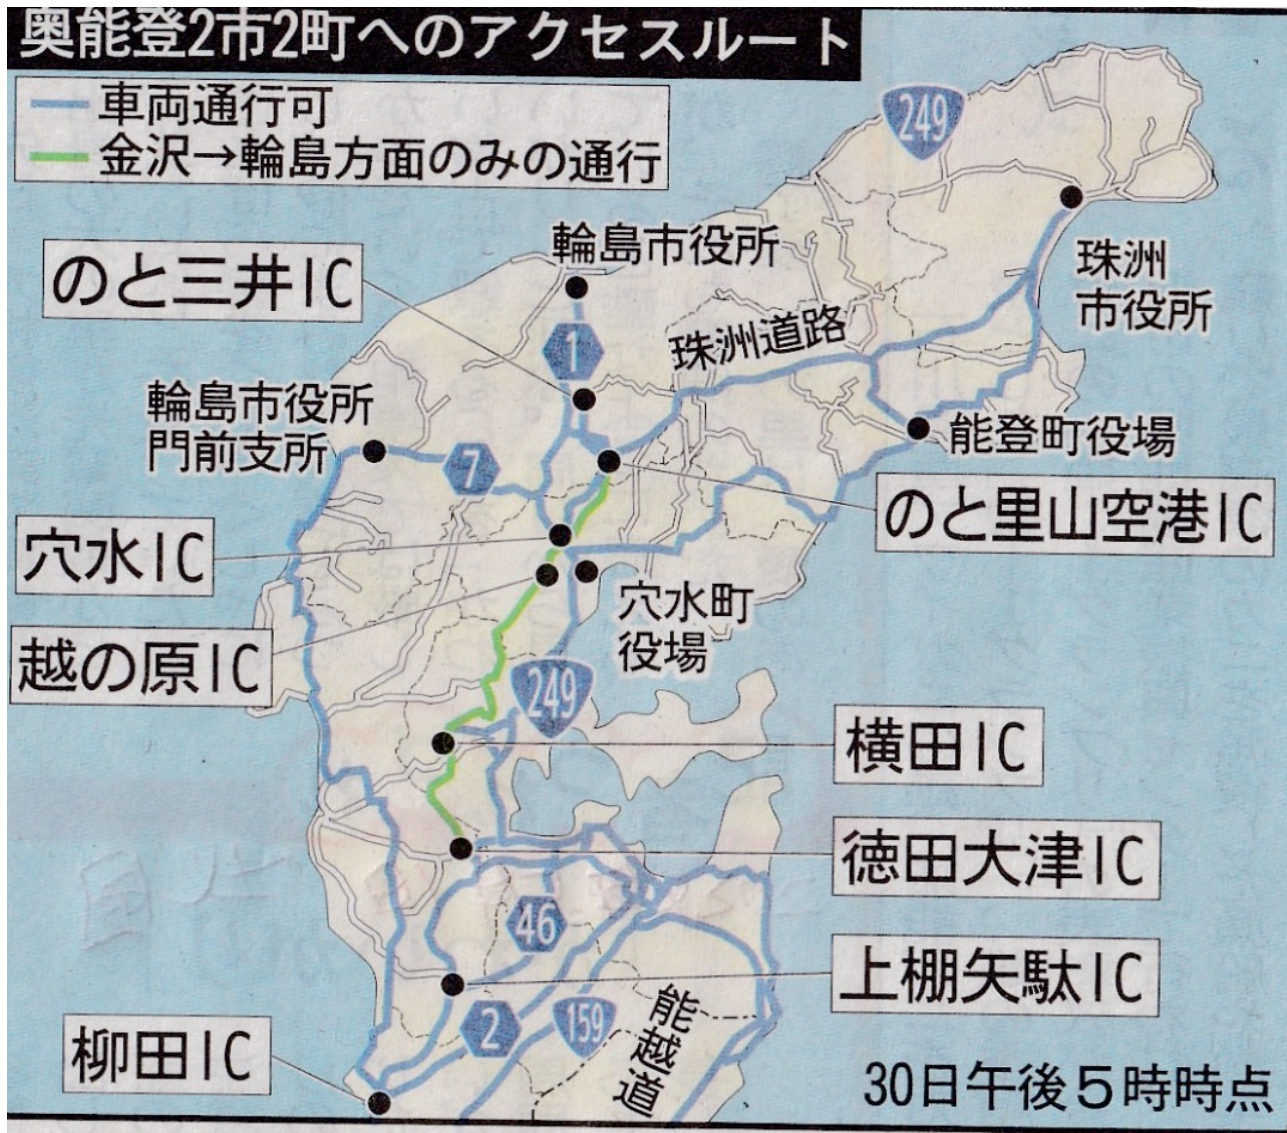 奥能登2市2町へのアクセスルート
車両通行可
金沢→輪島方面のみの通行
249
輪島市役所
のと三井IC
珠洲
市役所
1
珠洲道路
輪島市役所
門前支所
7
能登町役場
のと里山空港IC
穴水IC
穴水町
役場
越の原IC
249
横田IC
徳田大津IC
46
上棚矢駄IC
2
159
能越道
柳田IC
30日午後5時時点